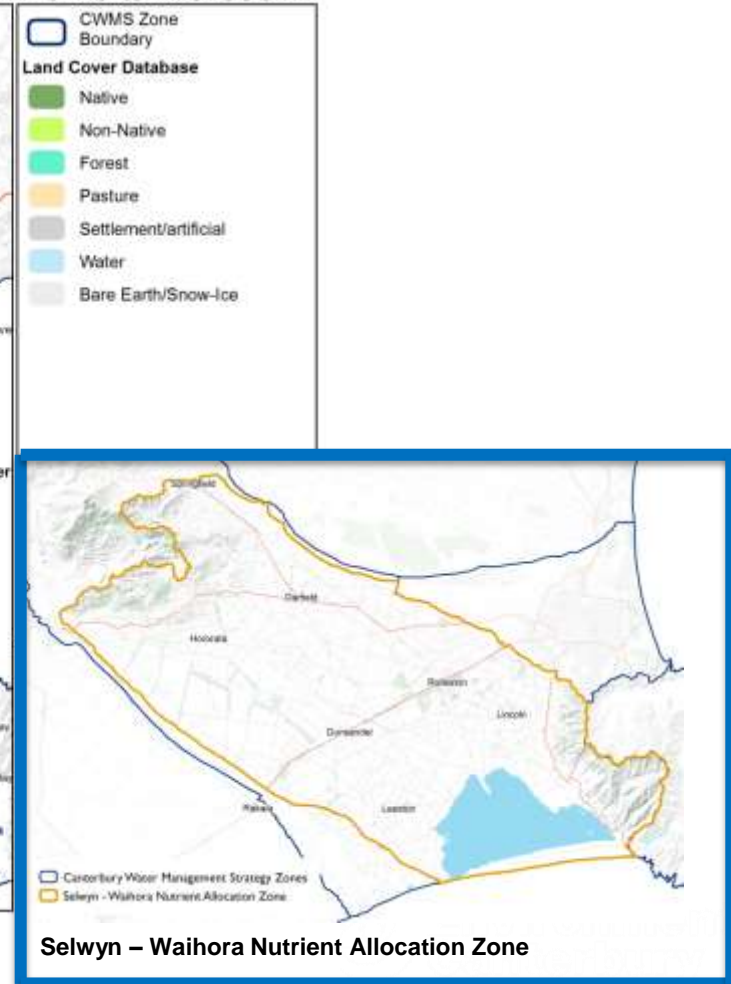 CWMS Zone
Boundary
Land Cover Database
Native
Non-Native
Forest
Pasture
Settlement/artificial
Water
Bare Earth/Snow-Ice
Springfield
Darfield
Hororata
Rolleston
Lincoln
Dunsandel
Rakaia
Leeston
Canterbury Water Management Strategy Zones
Selwyn - Waihora Nutrient Allocation Zone
Selwyn – Waihora Nutrient Allocation Zone